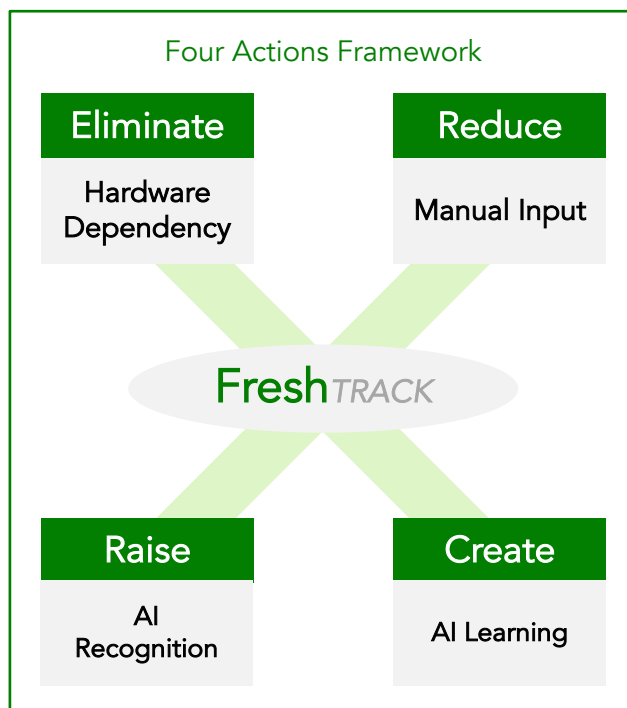 Four Actions Framework
Eliminate
Hardware
Dependency
Reduce
Manual Input
FreshTRACK
Raise
AI
Recognition
Create
AI Learning